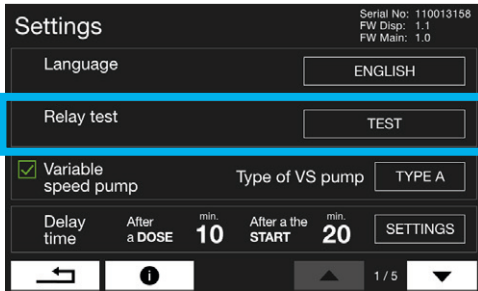 Settings
Serial No: 110013158
FW Disp: 1.1
FW Main: 1.0
Language
ENGLISH
Relay test
TEST
Variable
speed pump
Type of VS pump
TYPE A
Delay
time
After
a DOSE
min.
10
After a the
START
min.
20
SETTINGS
1 / 5